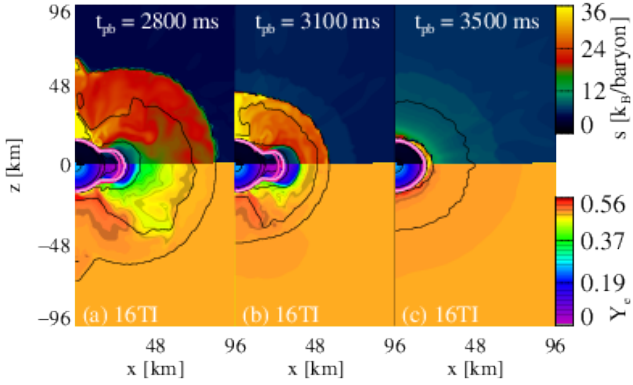 96
48
0
−48
−96
z [km]
t_pb = 2800 ms
t_pb = 3100 ms
t_pb = 3500 ms
(a) 16TI
(b) 16TI
(c) 16TI
48
96
48
96
48
96
x [km]
x [km]
x [km]
36
24
12
0
s [k_B/baryon]
0.56
0.37
0.19
0
Y_e